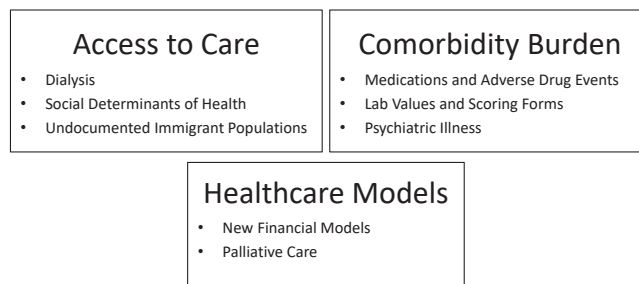 Access to Care
• Dialysis
• Social Determinants of Health
• Undocumented Immigrant Populations
Comorbidity Burden
• Medications and Adverse Drug Events
• Lab Values and Scoring Forms
• Psychiatric Illness
Healthcare Models
• New Financial Models
• Palliative Care